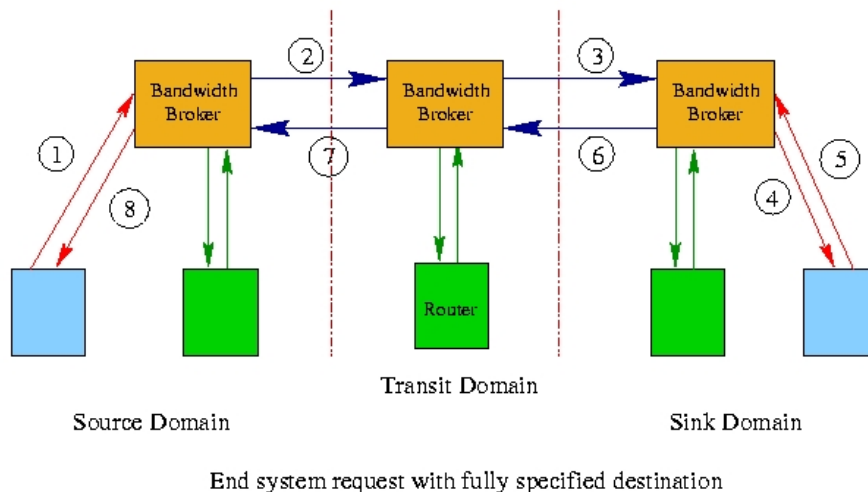 2
3
Bandwidth
Broker
Bandwidth
Broker
Bandwidth
Broker
1
7
6
5
8
4
Router
Transit Domain
Source Domain
Sink Domain
End system request with fully specified destination